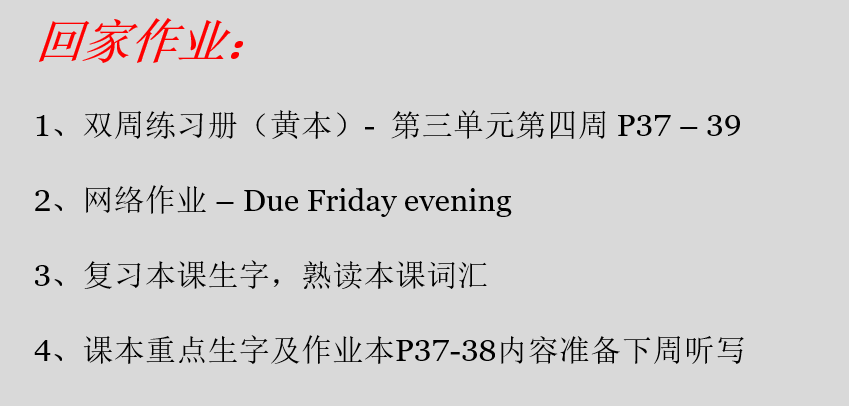 回家作业：
1、双周练习册（黄本）- 第三单元第四周 P37 – 39
2、网络作业 – Due Friday evening
3、复习本课生字，熟读本课词汇
4、课本重点生字及作业本P37-38内容准备下周听写